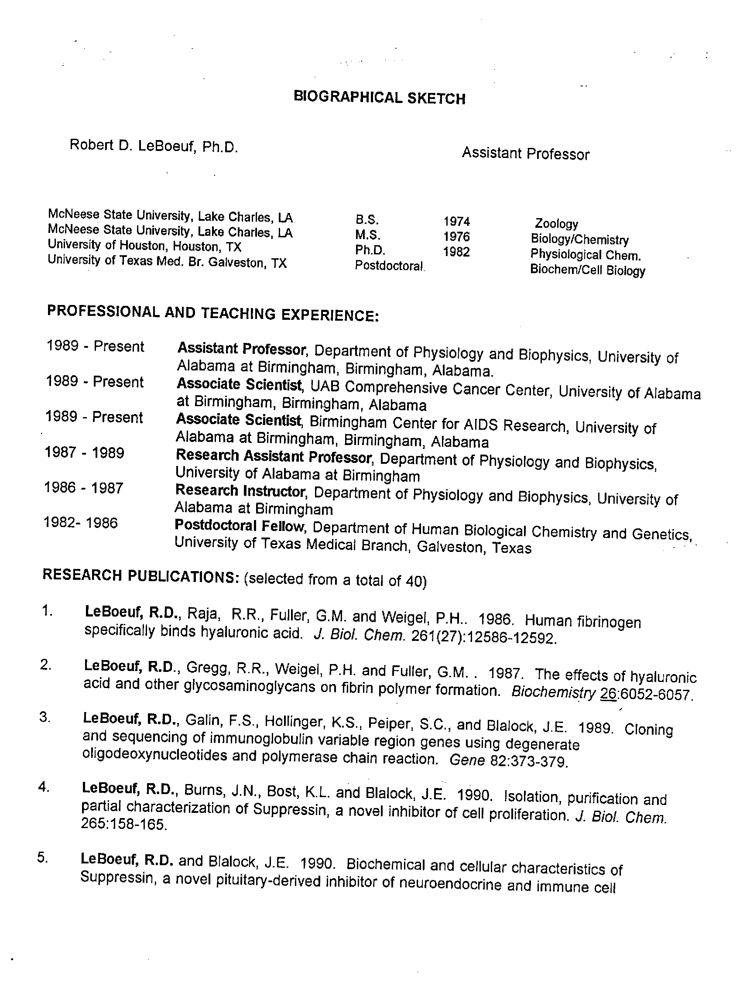 BIOGRAPHICAL SKETCH
Robert D. LeBoeuf, Ph.D. Assistant Professor
McNeese State University, Lake Charles, LA B.S. 1974 Zoology
McNeese State University, Lake Charles, LA M.S. 1976 Biology/Chemistry
University of Houston, Houston, TX Ph.D. 1982 Physiological Chem.
University of Texas Med. Br. Galveston, TX Postdoctoral Biochem/Cell Biology
PROFESSIONAL AND TEACHING EXPERIENCE:
1989 - Present Assistant Professor, Department of Physiology and Biophysics, University of
Alabama at Birmingham, Birmingham, Alabama.
1989 - Present Associate Scientist, UAB Comprehensive Cancer Center, University of Alabama
at Birmingham, Birmingham, Alabama
1989 - Present Associate Scientist, Birmingham Center for AIDS Research, University of
Alabama at Birmingham, Birmingham, Alabama
1987 - 1989 Research Assistant Professor, Department of Physiology and Biophysics,
University of Alabama at Birmingham
1986 - 1987 Research Instructor, Department of Physiology and Biophysics, University of
Alabama at Birmingham
1982- 1986 Postdoctoral Fellow, Department of Human Biological Chemistry and Genetics,
University of Texas Medical Branch, Galveston, Texas
RESEARCH PUBLICATIONS: (selected from a total of 40)
1. LeBoeuf, R.D., Raja, R.R., Fuller, G.M. and Weigel, P.H.. 1986. Human fibrinogen
specifically binds hyaluronic acid. J. Biol. Chem. 261(27):12586-12592.
2. LeBoeuf, R.D., Gregg, R.R., Weigel, P.H. and Fuller, G.M. . 1987. The effects of hyaluronic
acid and other glycosaminoglycans on fibrin polymer formation. Biochemistry 26:6052-6057.
3. LeBoeuf, R.D., Galin, F.S., Hollinger, K.S., Peiper, S.C., and Blalock, J.E. 1989. Cloning
and sequencing of immunoglobulin variable region genes using degenerate
oligodeoxynucleotides and polymerase chain reaction. Gene 82:373-379.
4. LeBoeuf, R.D., Burns, J.N., Bost, K.L. and Blalock, J.E. 1990. Isolation, purification and
partial characterization of Suppressin, a novel inhibitor of cell proliferation. J. Biol. Chem.
265:158-165.
5. LeBoeuf, R.D. and Blalock, J.E. 1990. Biochemical and cellular characteristics of
Suppressin, a novel pituitary-derived inhibitor of neuroendocrine and immune cell